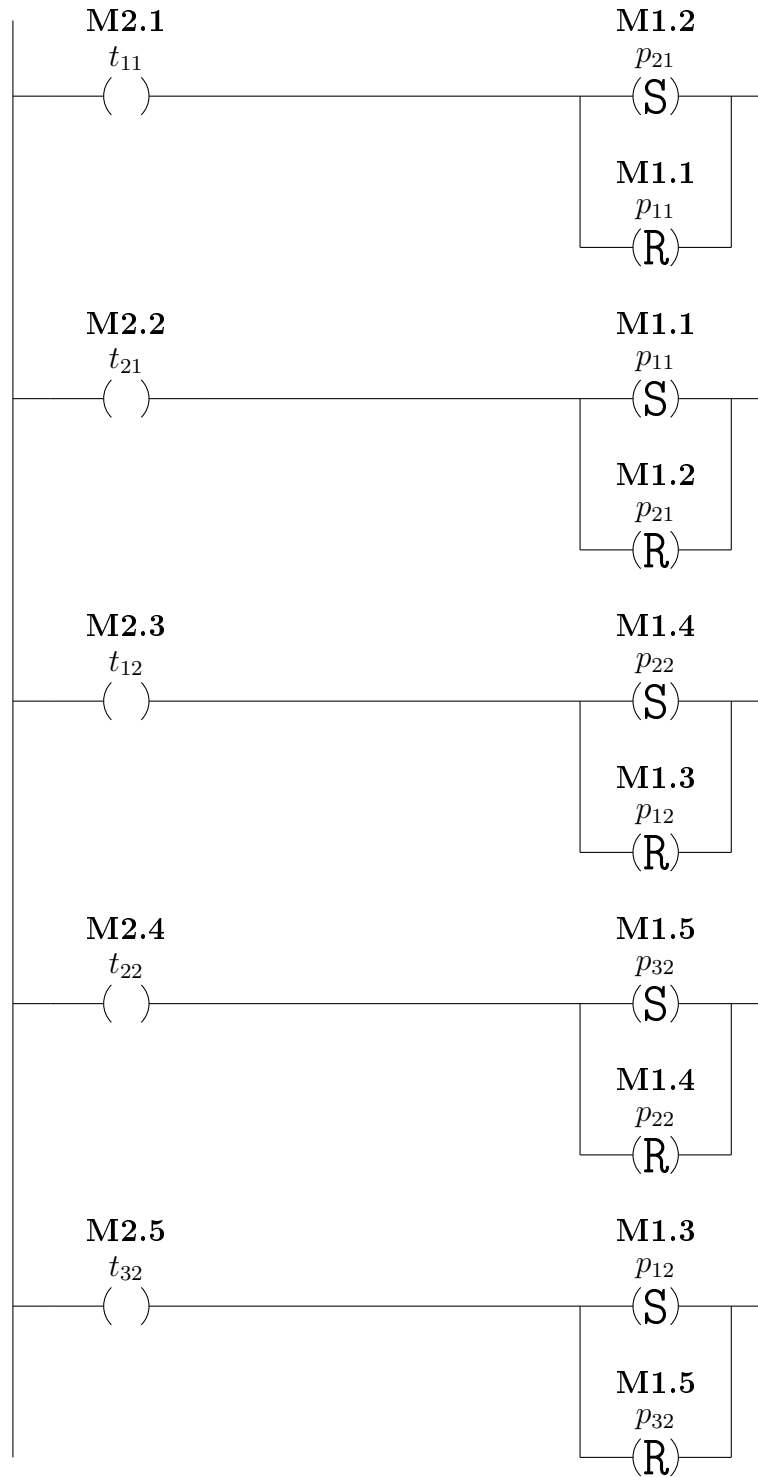 M2.1 M1.2
t11 p21
( ) (S)
M1.1
p11
(R)
M2.2 M1.1
t21 p11
( ) (S)
M1.2
p21
(R)
M2.3 M1.4
t12 p22
( ) (S)
M1.3
p12
(R)
M2.4 M1.5
t22 p32
( ) (S)
M1.4
p22
(R)
M2.5 M1.3
t32 p12
( ) (S)
M1.5
p32
(R)